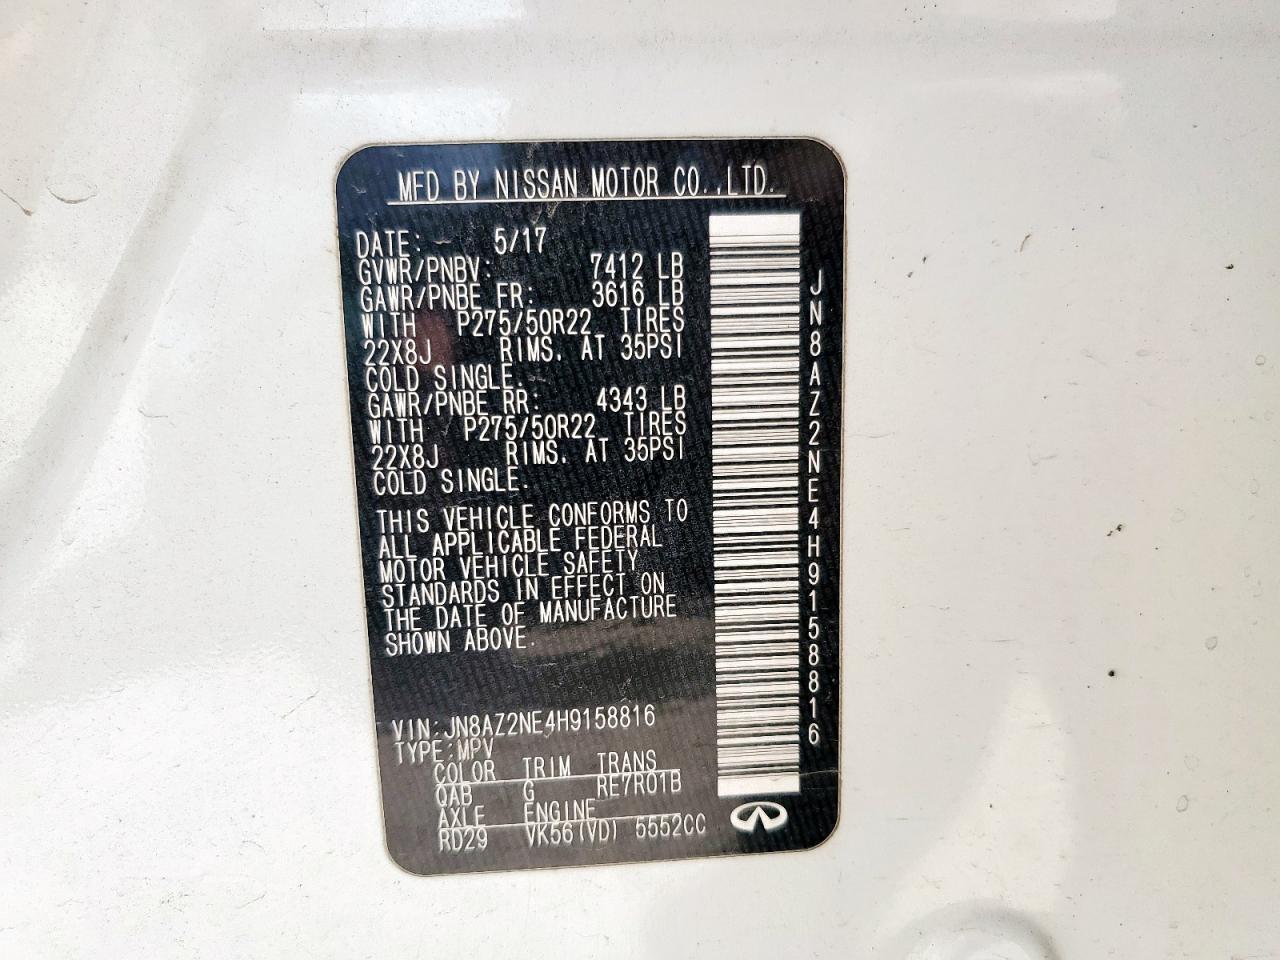 MFD BY NISSAN MOTOR CO.,LTD.
DATE: 5/17
GVWR/PNBV: 7412 LB
GAWR/PNBE FR: 3616 LB
WITH P275/50R22 TIRES
22X8J RIMS. AT 35PSI
COLD SINGLE.
GAWR/PNBE RR: 4343 LB
WITH P275/50R22 TIRES
22X8J RIMS. AT 35PSI
COLD SINGLE.
THIS VEHICLE CONFORMS TO
ALL APPLICABLE FEDERAL
MOTOR VEHICLE SAFETY
STANDARDS IN EFFECT ON
THE DATE OF MANUFACTURE
SHOWN ABOVE.
VIN:JN8AZ2NE4H9158816
TYPE:MPV
COLOR TRIM TRANS
QAB G RE7R01B
AXLE ENGINE
RD29 VK56(VD) 5552CC
JN8AZ2NE4H9158816